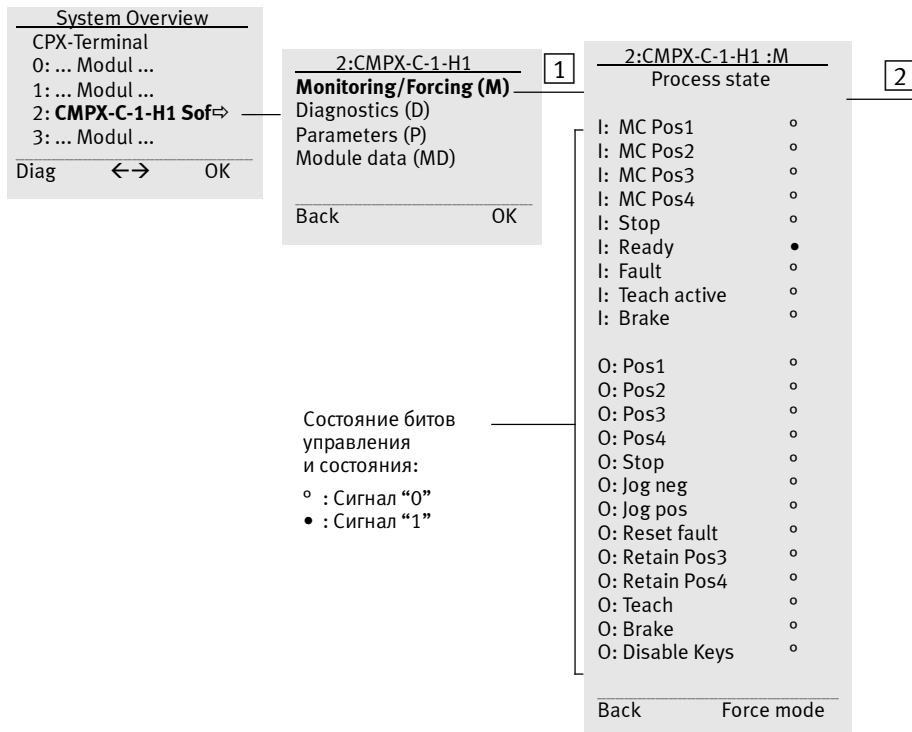 System Overview
CPX-Terminal
0: ... Modul ...
1: ... Modul ...
2: CMPX-C-1-H1 Sof⇨
3: ... Modul ...
Diag ←→ OK
2:CMPX-C-1-H1
Monitoring/Forcing (M)
Diagnostics (D)
Parameters (P)
Module data (MD)
Back OK
1
2:CMPX-C-1-H1 :M
Process state
2
I: MC Pos1 º
I: MC Pos2 º
I: MC Pos3 º
I: MC Pos4 º
I: Stop º
I: Ready •
I: Fault º
I: Teach active º
I: Brake º
O: Pos1 º
O: Pos2 º
O: Pos3 º
O: Pos4 º
O: Stop º
O: Jog neg º
O: Jog pos º
O: Reset fault º
O: Retain Pos3 º
O: Retain Pos4 º
O: Teach º
O: Brake º
O: Disable Keys º
Back Force mode
Состояние битов
управления
и состояния:
º : Сигнал “0”
• : Сигнал “1”